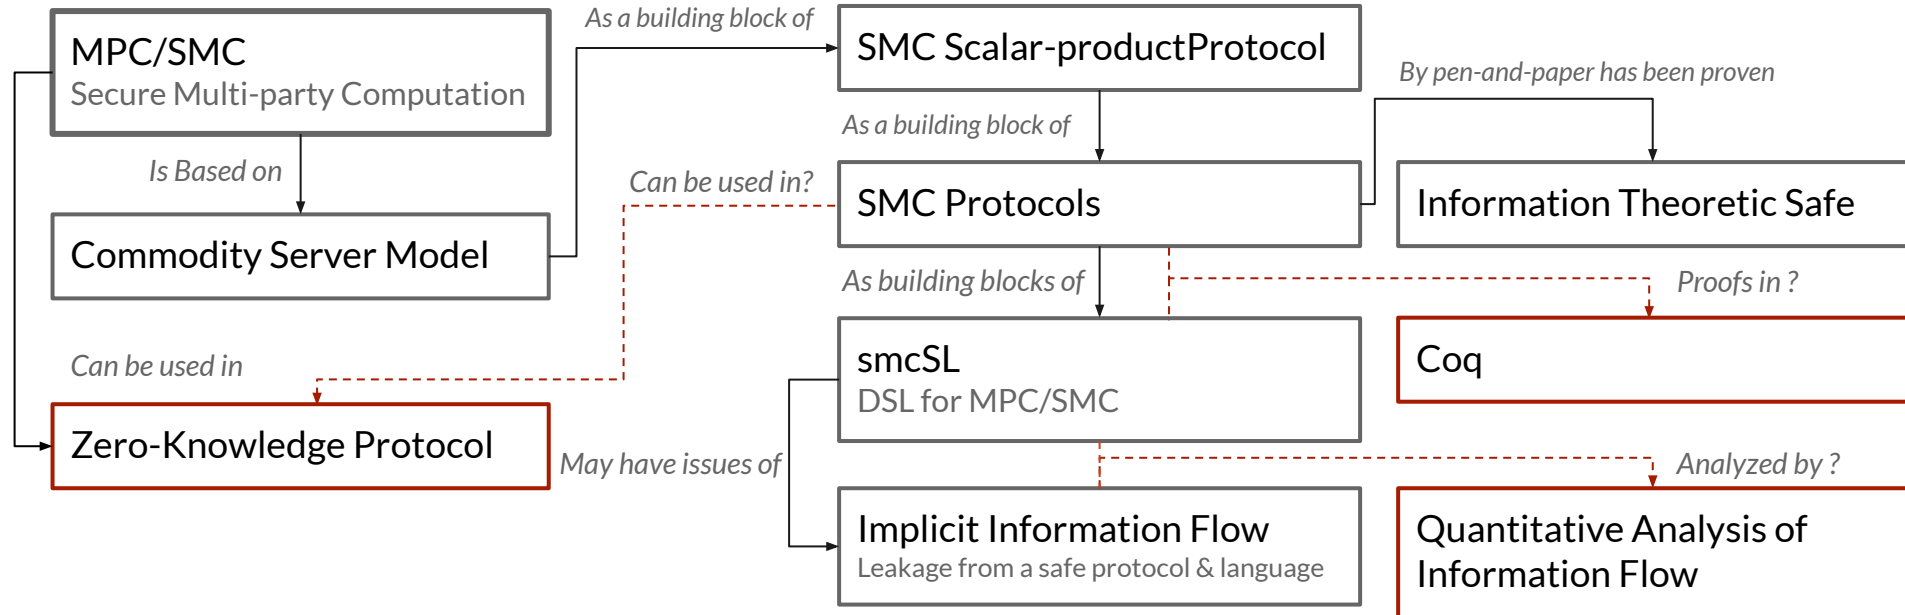 MPC/SMC
Secure Multi-party Computation
Is Based on
Commodity Server Model
Can be used in
Zero-Knowledge Protocol
As a building block of
SMC Scalar-productProtocol
As a building block of
By pen-and-paper has been proven
Can be used in?
SMC Protocols
Information Theoretic Safe
As building blocks of
Proofs in ?
smcSL
DSL for MPC/SMC
Coq
May have issues of
Analyzed by ?
Implicit Information Flow
Leakage from a safe protocol & language
Quantitative Analysis of
Information Flow